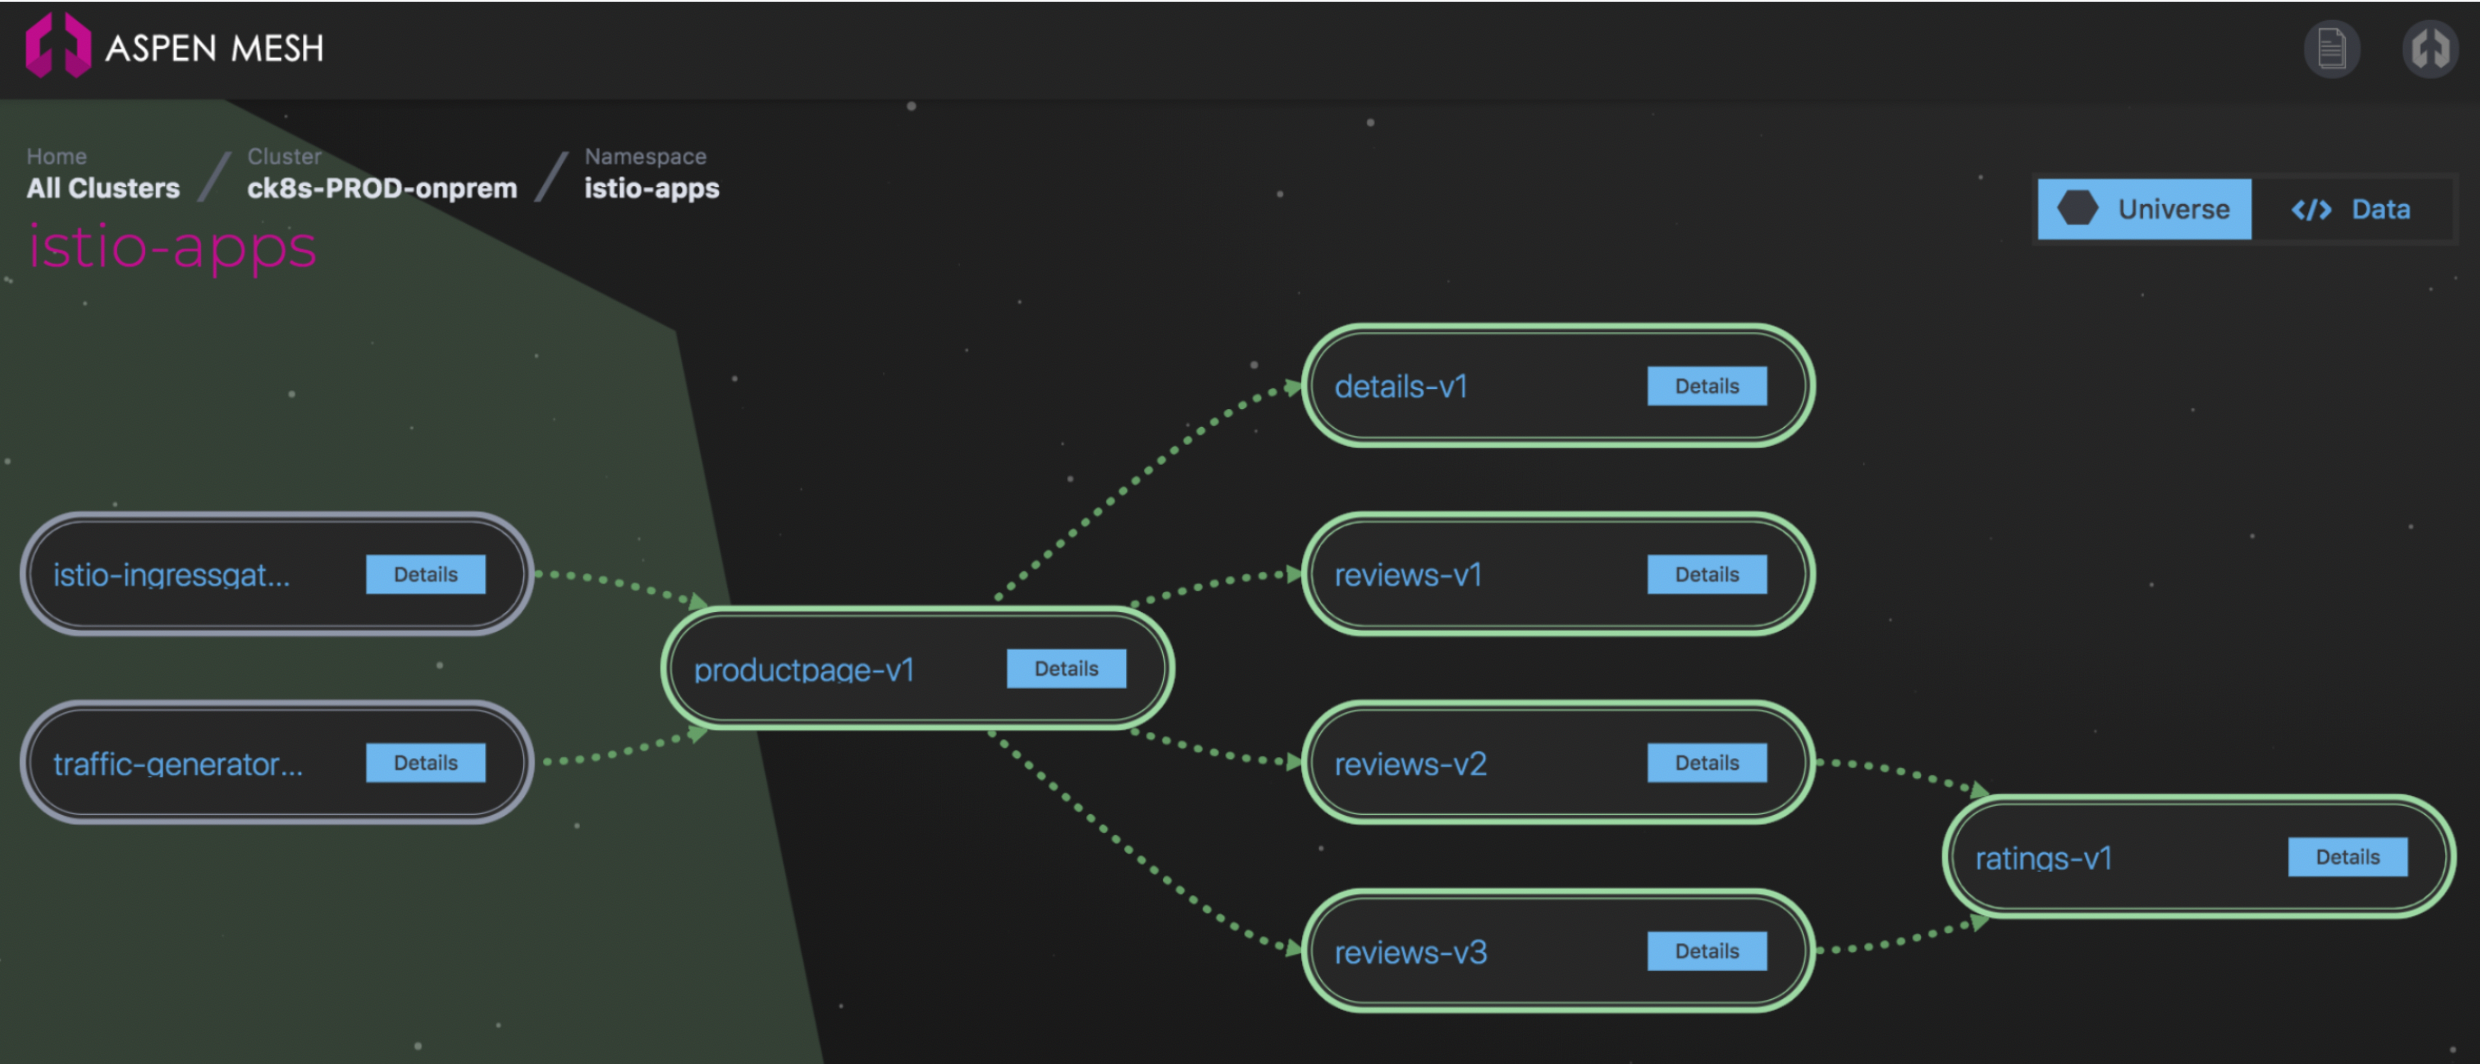 ASPEN MESH
Home
All Clusters
Cluster
ck8s-PROD-onprem
Namespace
istio-apps
istio-apps
Universe
</> Data
details-v1
Details
istio-ingressgat...
Details
reviews-v1
Details
productpage-v1
Details
traffic-generator...
Details
reviews-v2
Details
ratings-v1
Details
reviews-v3
Details